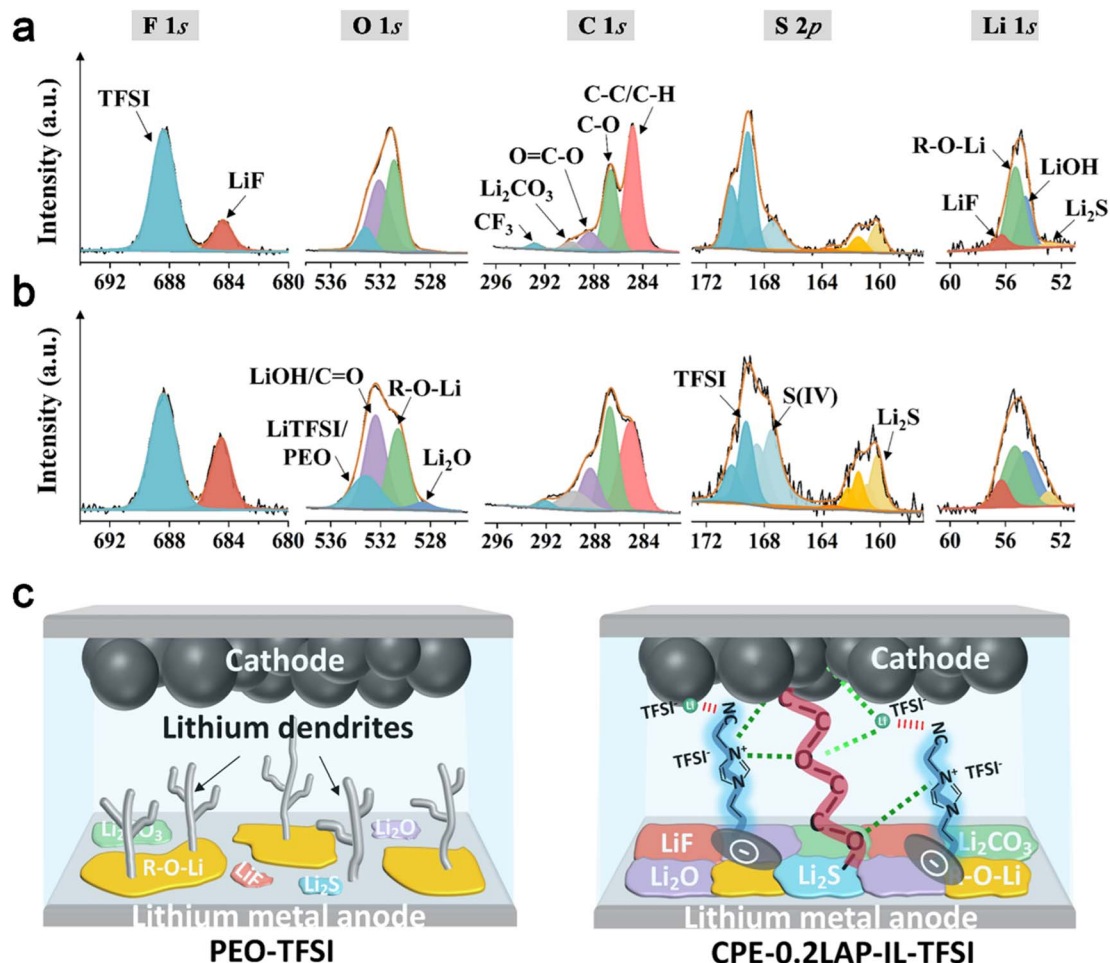 a
F 1s
O 1s
C 1s
S 2p
Li 1s
Intensity (a.u.)
TFSI
LiF
C-C/C-H
C-O
O=C-O
Li₂CO₃
CF₃
R-O-Li
LiOH
LiF
Li₂S
692 688 684 680
536 532 528
296 292 288 284
172 168 164 160
60 56 52
b
Intensity (a.u.)
LiOH/C=O
R-O-Li
LiTFSI/
PEO
Li₂O
TFSI
S(IV)
Li₂S
692 688 684 680
536 532 528
296 292 288 284
172 168 164 160
60 56 52
c
Cathode
Lithium dendrites
Li₂CO₃
Li₂O
R-O-Li
LiF
Li₂S
Lithium metal anode
PEO-TFSI
Cathode
TFSI⁻
Li
NC
TFSI⁻
Li
NC
TFSI⁻
N⁺
N
TFSI⁻
N⁺
N
C
C
O
C
C
O
LiF
Li₂CO₃
Li₂O
Li₂S
R-O-Li
Lithium metal anode
CPE-0.2LAP-IL-TFSI